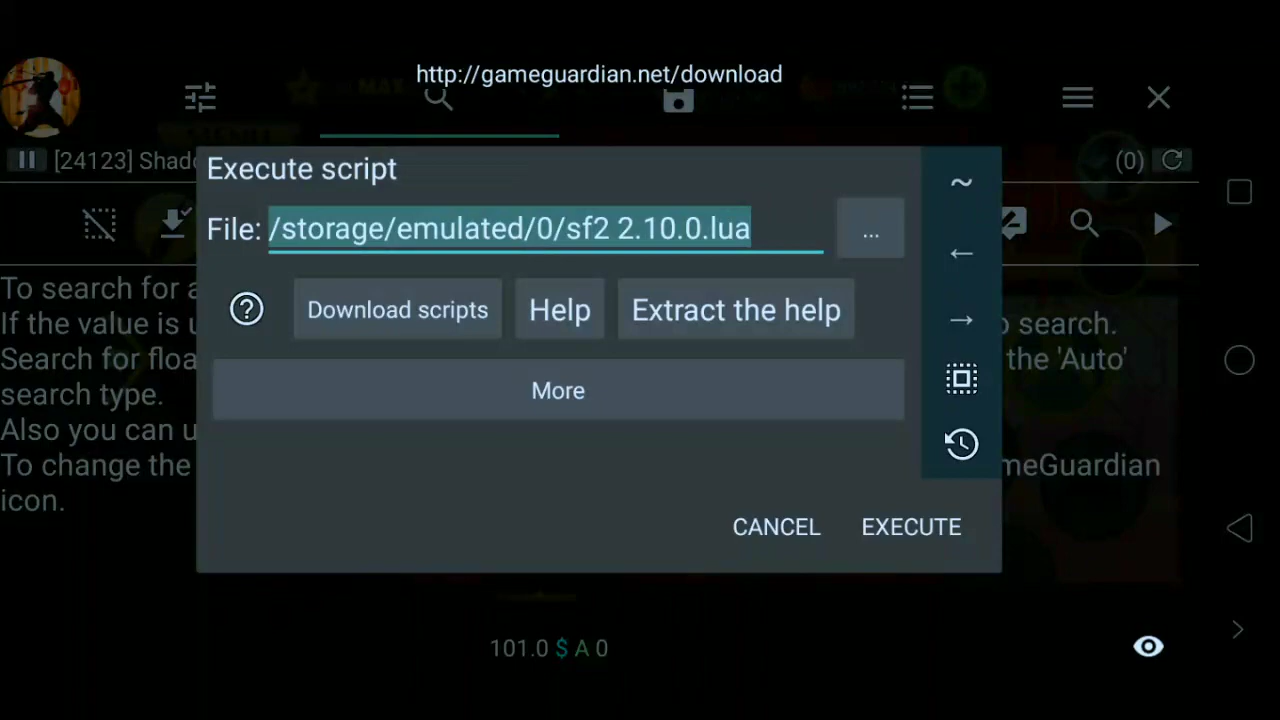 http://gameguardian.net/download
MAX
[24123] Shado
(0)
Execute script
File: /storage/emulated/0/sf2 2.10.0.lua
...
~
←
→
Download scripts
Help
Extract the help
More
CANCEL
EXECUTE
To search for a
If the value is u
o search.
Search for floa
the 'Auto'
search type.
Also you can u
To change the
meGuardian
icon.
101.0 $ A 0